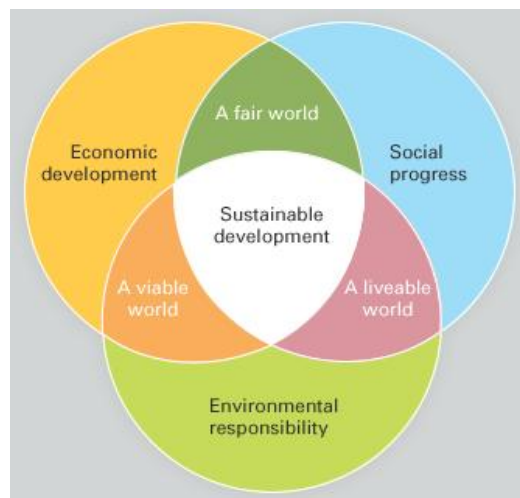 A fair world
Economic
development
Social
progress
Sustainable
development
A viable
world
A liveable
world
Environmental
responsibility